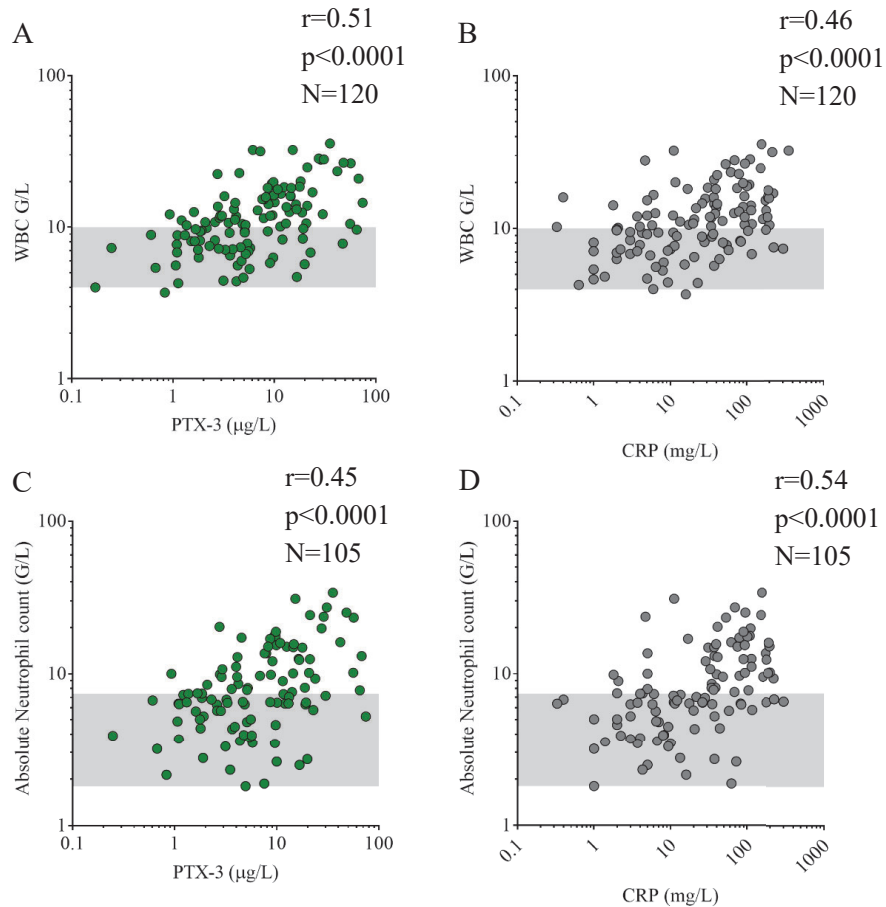 A
r=0.51
p<0.0001
N=120
100
10
1
WBC G/L
0.1 1 10 100
PTX-3 (µg/L)
B
r=0.46
p<0.0001
N=120
100
10
1
WBC G/L
0.1 1 10 100 1000
CRP (mg/L)
C
r=0.45
p<0.0001
N=105
100
10
1
Absolute Neutrophil count (G/L)
0.1 1 10 100
PTX-3 (µg/L)
D
r=0.54
p<0.0001
N=105
100
10
1
Absolute Neutrophil count (G/L)
0.1 1 10 100 1000
CRP (mg/L)